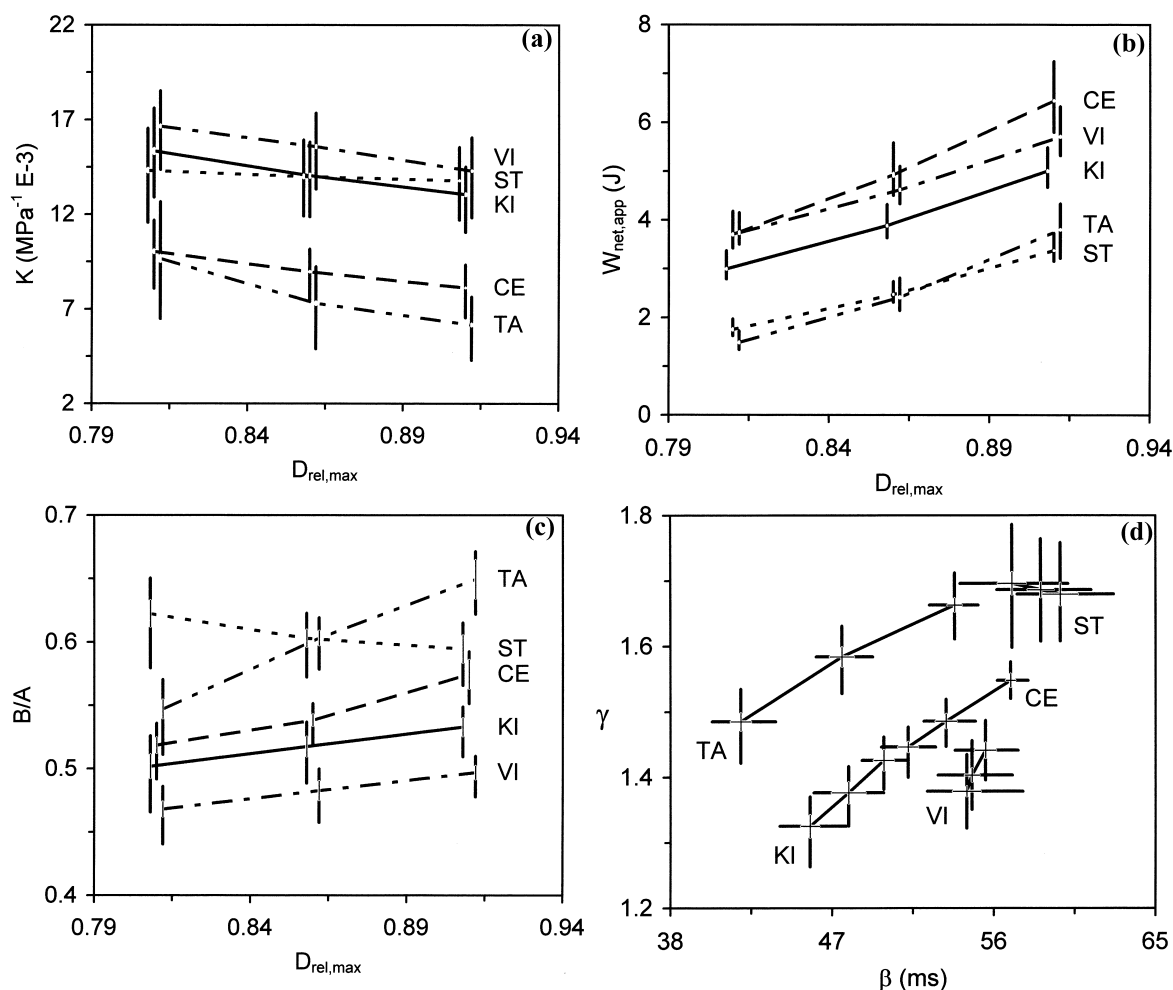 (a)
22
17
12
7
2
K (MPa⁻¹ E-3)
VI
ST
KI
CE
TA
0.79 0.84 0.89 0.94
D_rel,max
(b)
8
6
4
2
0
W_net,app (J)
CE
VI
KI
TA
ST
0.79 0.84 0.89 0.94
D_rel,max
(c)
0.7
0.6
0.5
0.4
B/A
TA
ST
CE
KI
VI
0.79 0.84 0.89 0.94
D_rel,max
(d)
1.8
1.6
1.4
1.2
γ
ST
CE
TA
VI
KI
38 47 56 65
β (ms)